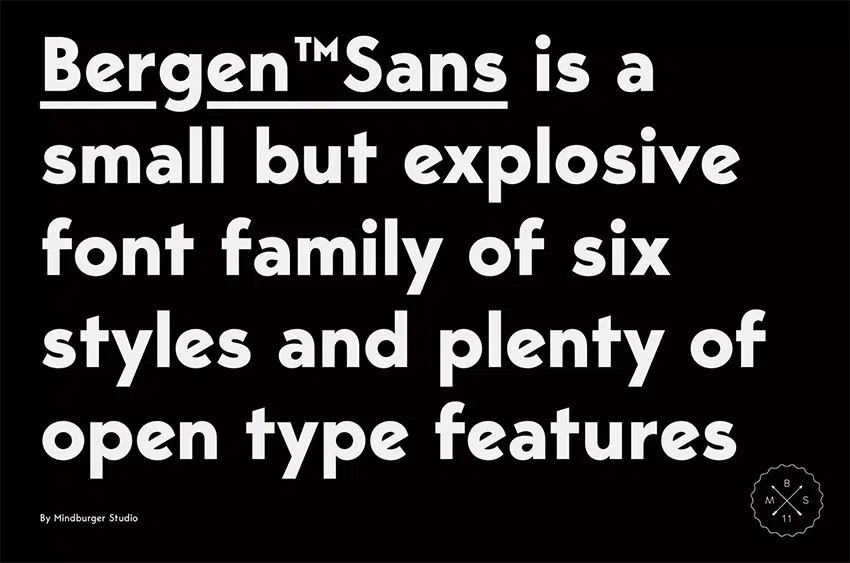 Bergen™Sans is a
small but explosive
font family of six
styles and plenty of
open type features
By Mindburger Studio
B
M S
11